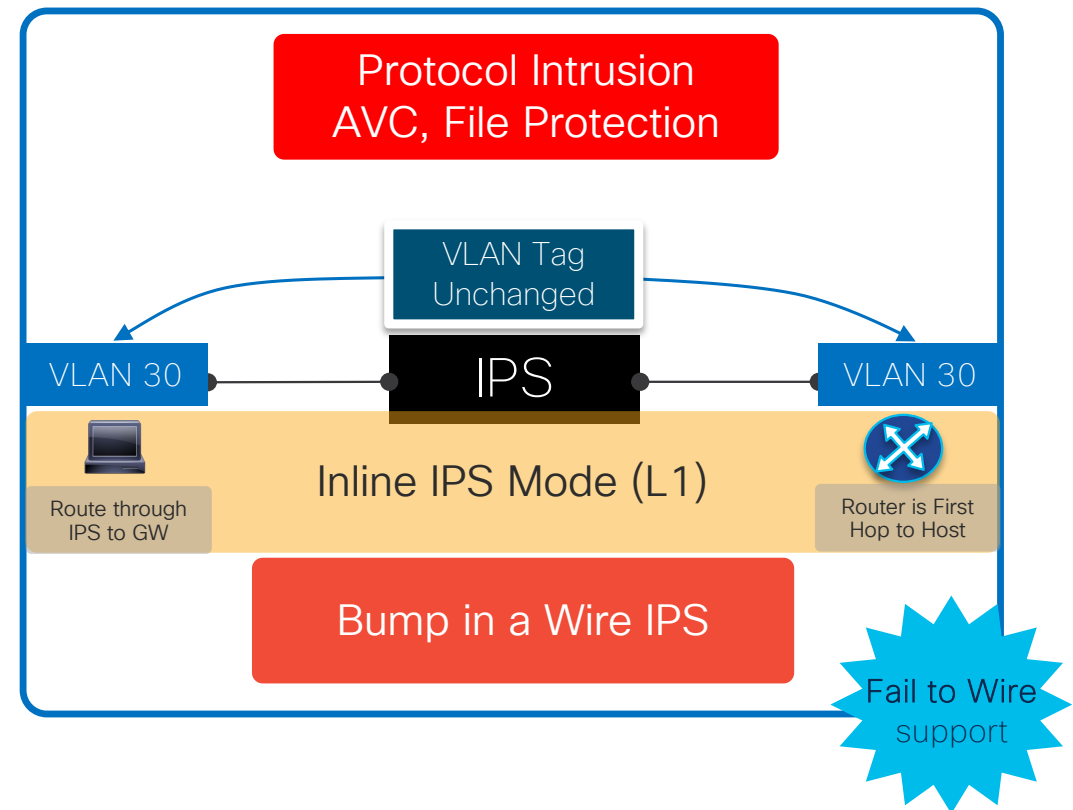 Protocol Intrusion
AVC, File Protection
VLAN Tag
Unchanged
VLAN 30
IPS
VLAN 30
Inline IPS Mode (L1)
Route through
IPS to GW
Router is First
Hop to Host
Bump in a Wire IPS
Fail to Wire
support